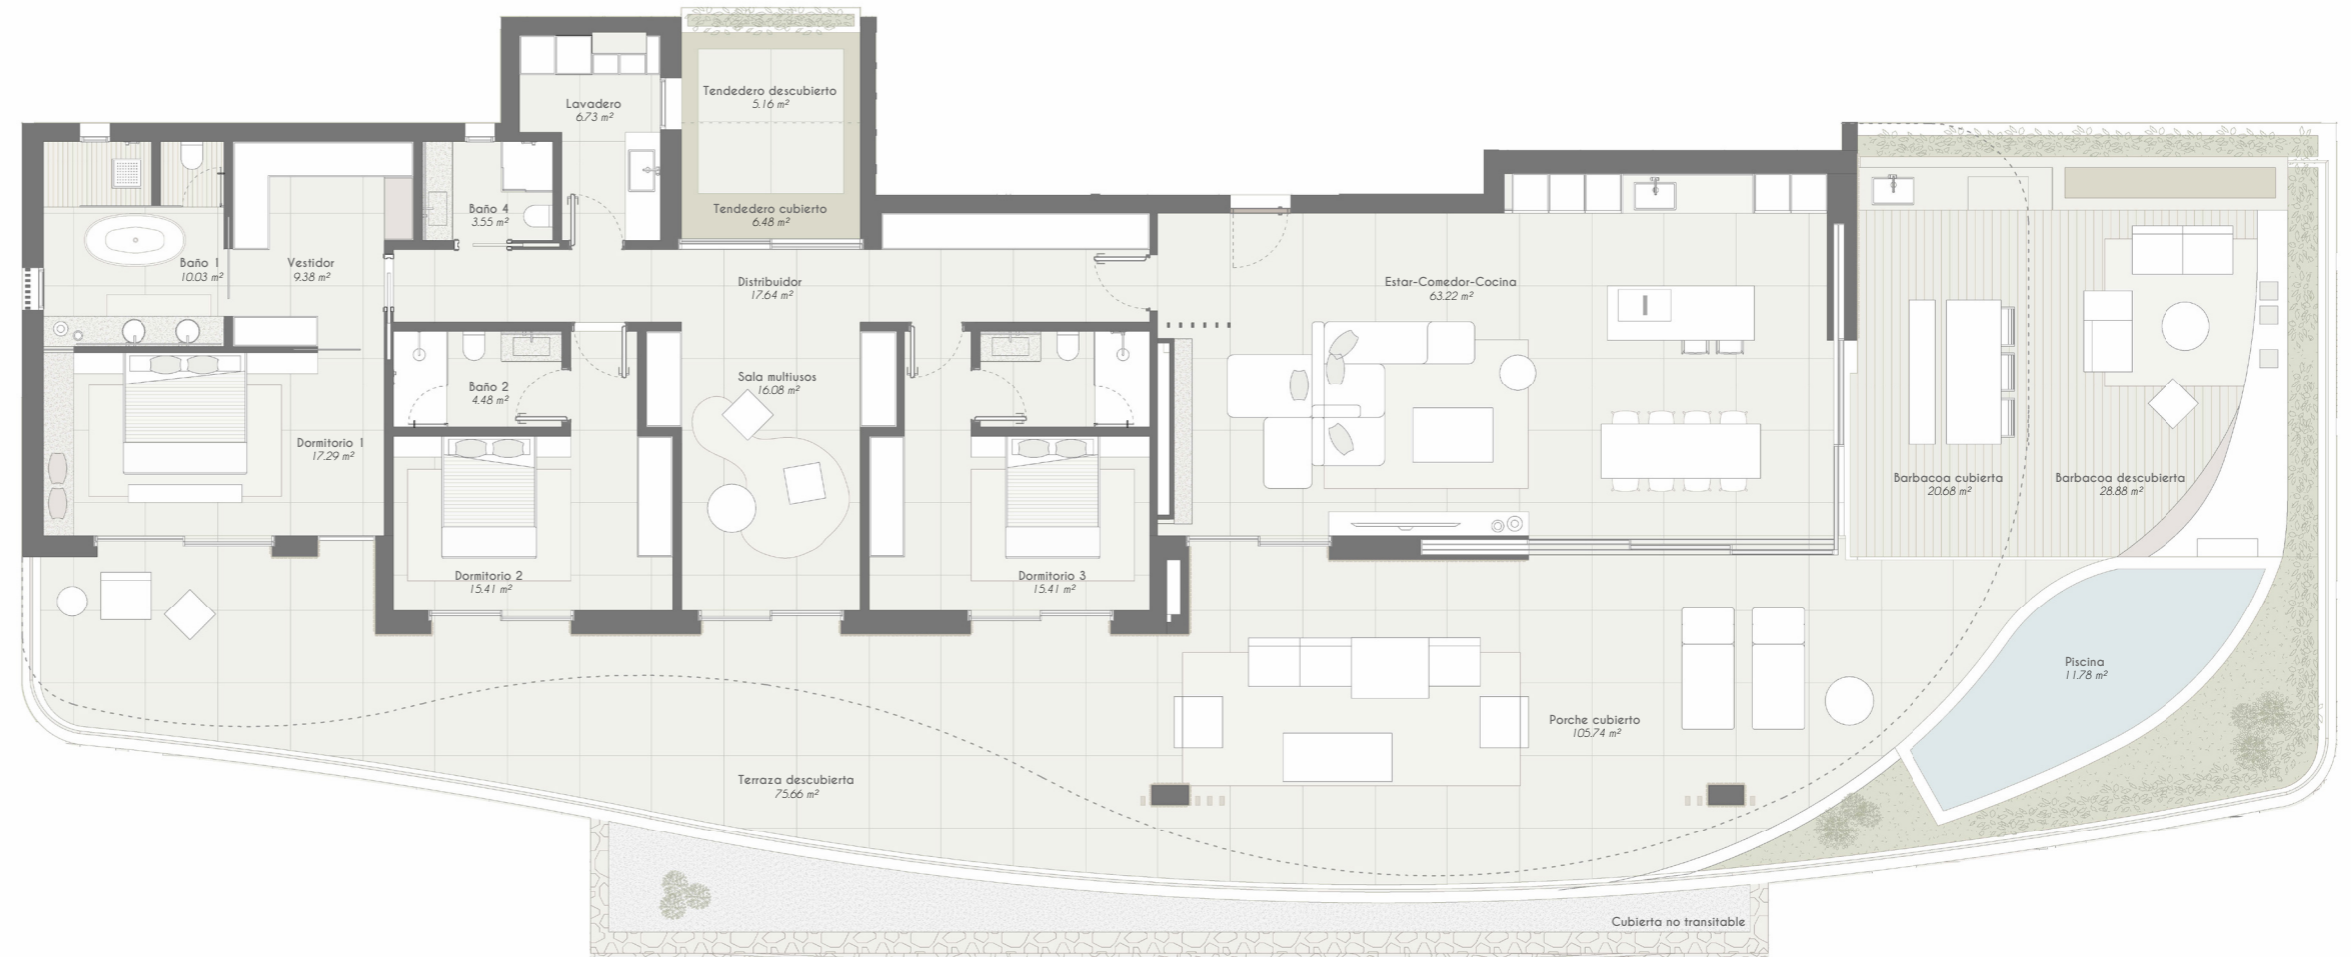 Tendedero descubierto
5.16 m²
Lavadero
6.73 m²
Tendedero cubierto
6.48 m²
Baño 4
3.55 m²
Baño 1
10.03 m²
Vestidor
9.38 m²
Distribuidor
17.64 m²
Estar-Comedor-Cocina
63.22 m²
Baño 2
4.48 m²
Sala multiusos
16.08 m²
Dormitorio 1
17.29 m²
Barbacoa cubierta
20.68 m²
Barbacoa descubierta
28.88 m²
Dormitorio 2
15.41 m²
Dormitorio 3
15.41 m²
Piscina
11.78 m²
Porche cubierto
105.74 m²
Terraza descubierta
75.66 m²
Cubierta no transitable